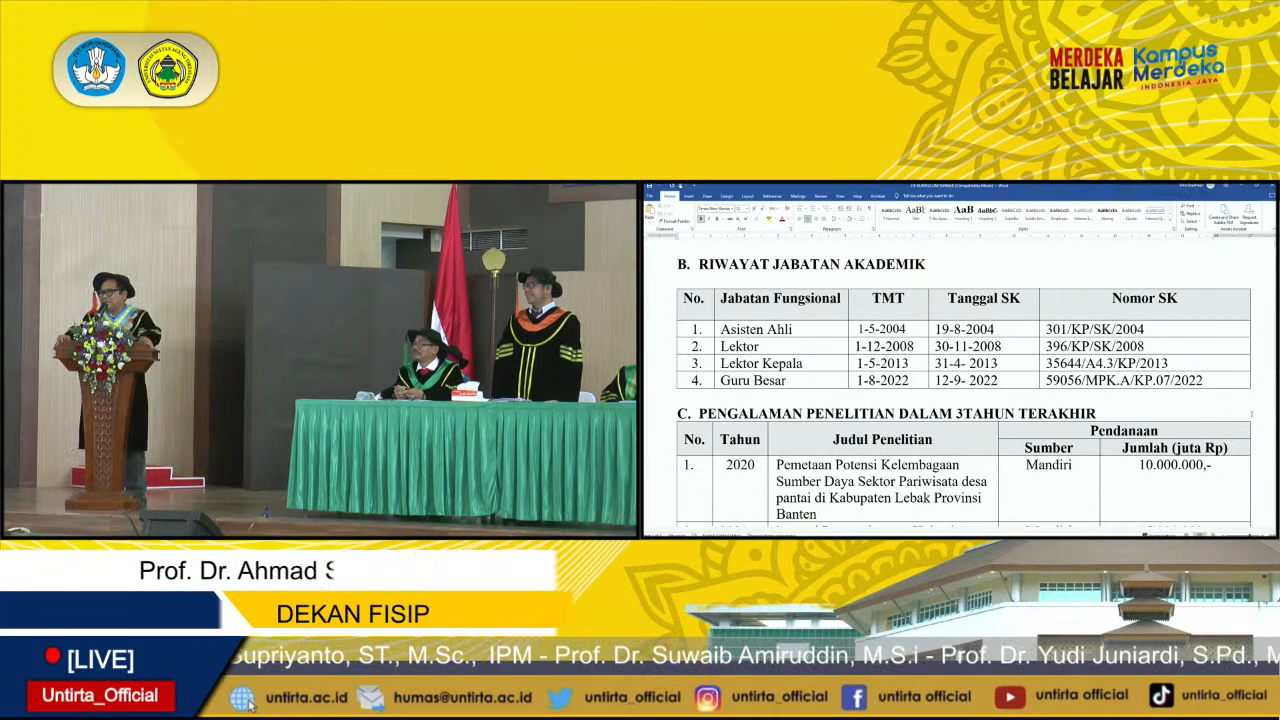 MERDEKA
BELAJAR
Kampus
Merdeka
INDONESIA JAYA
B. RIWAYAT JABATAN AKADEMIK
No. Jabatan Fungsional TMT Tanggal SK Nomor SK
1. Asisten Ahli 1-5-2004 19-8-2004 301/KP/SK/2004
2. Lektor 1-12-2008 30-11-2008 396/KP/SK/2008
3. Lektor Kepala 1-5-2013 31-4- 2013 35644/A4.3/KP/2013
4. Guru Besar 1-8-2022 12-9- 2022 59056/MPK.A/KP.07/2022
C. PENGALAMAN PENELITIAN DALAM 3TAHUN TERAKHIR
No. Tahun Judul Penelitian Pendanaan
Sumber Jumlah (juta Rp)
1. 2020 Pemetaan Potensi Kelembagaan Mandiri 10.000.000,-
Sumber Daya Sektor Pariwisata desa
pantai di Kabupaten Lebak Provinsi
Banten
Prof. Dr. Ahmad S
DEKAN FISIP
[LIVE]
Supriyanto, ST., M.Sc., IPM - Prof. Dr. Suwaib Amiruddin, M.S.i - Prof. Dr. Yudi Juniardi, S.Pd., M
Untirta_Official
untirta.ac.id humas@untirta.ac.id untirta_official untirta_official untirta official untirta official untirta_official